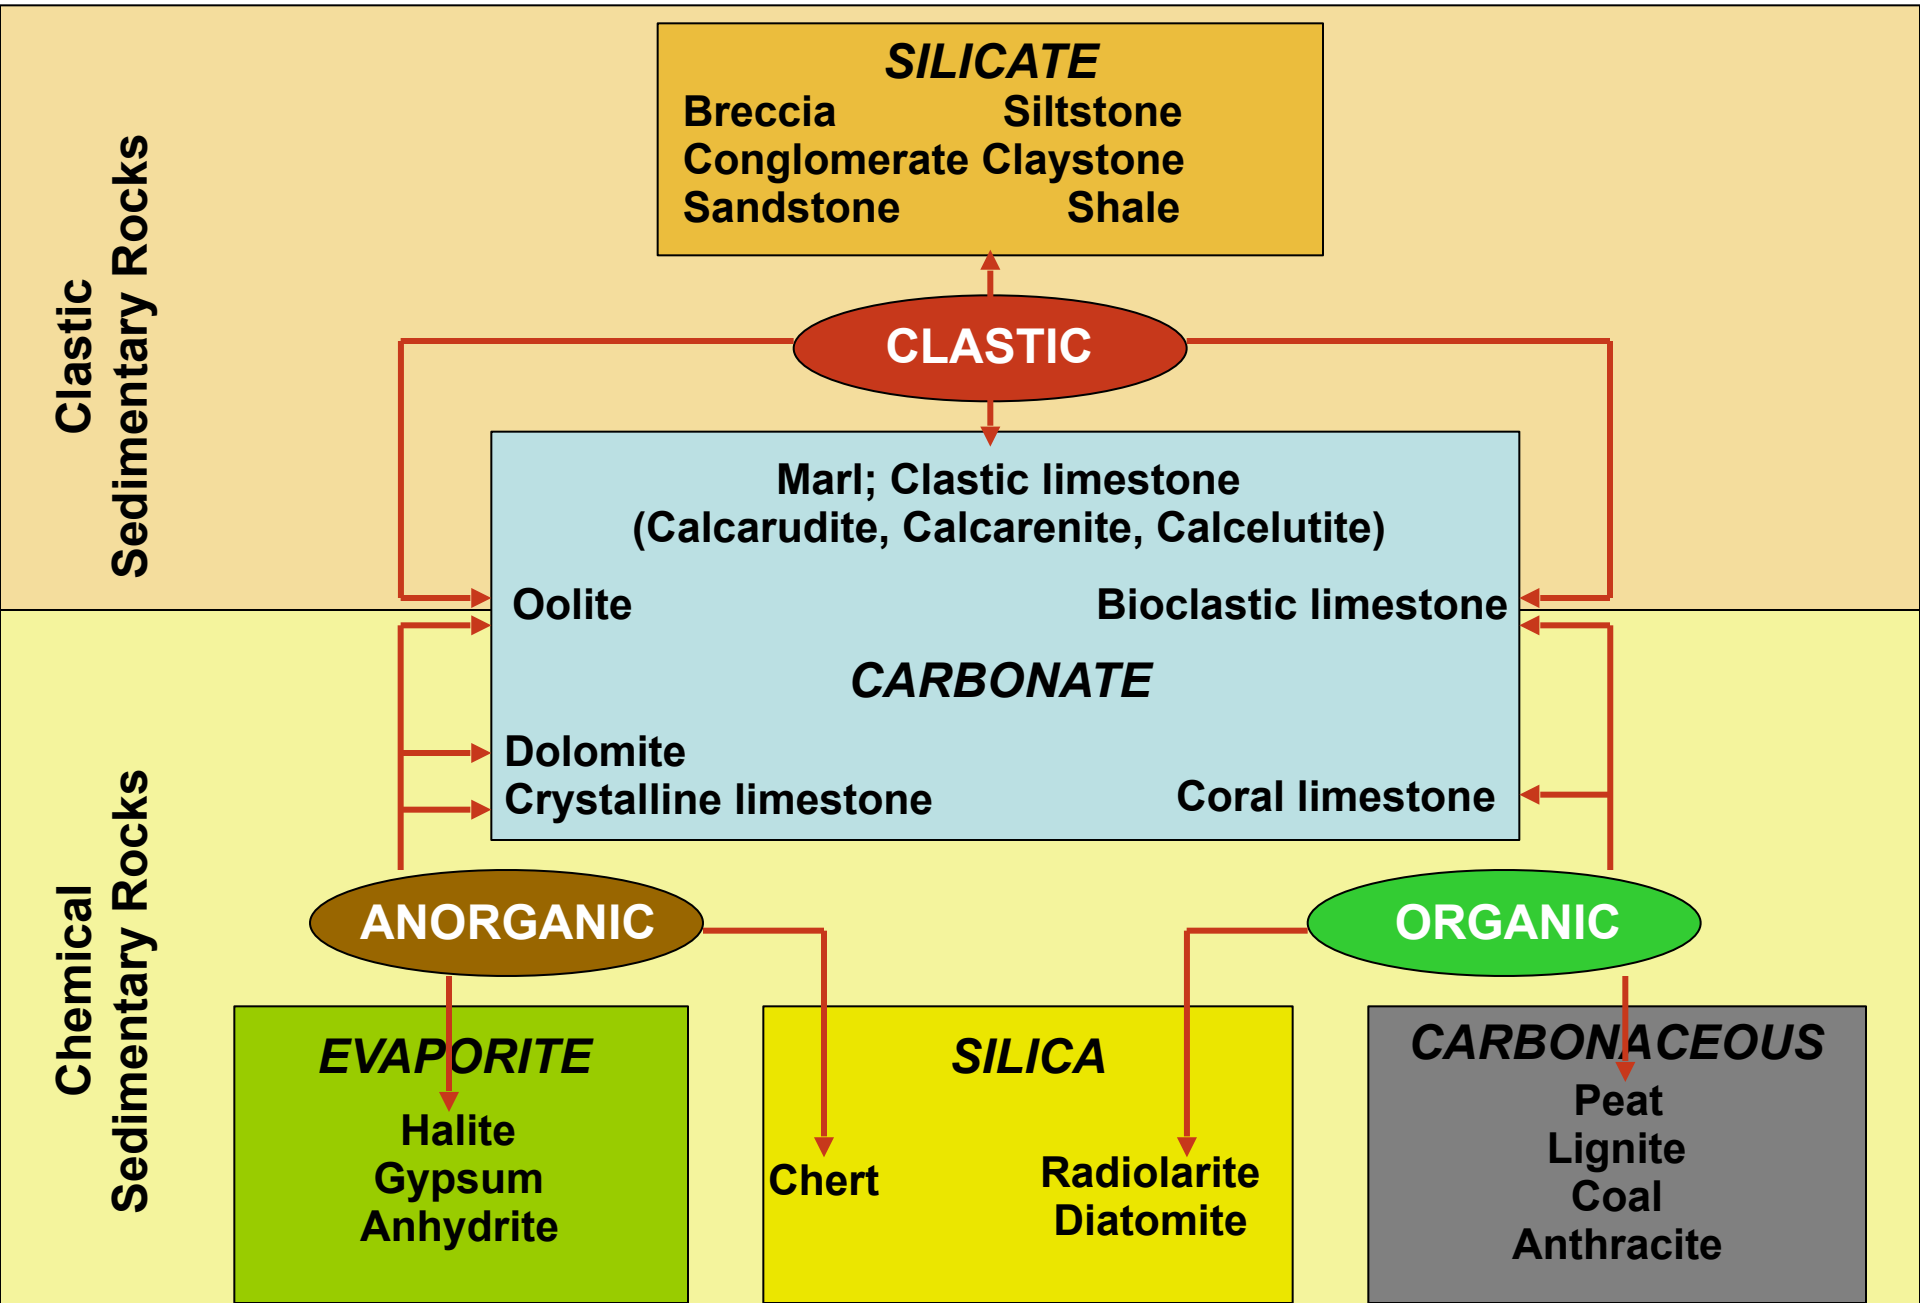 Clastic
Sedimentary Rocks
SILICATE
Breccia Siltstone
Conglomerate Claystone
Sandstone Shale
CLASTIC
Marl; Clastic limestone
(Calcarudite, Calcarenite, Calcelutite)
Oolite Bioclastic limestone
CARBONATE
Dolomite
Crystalline limestone Coral limestone
Chemical
Sedimentary Rocks
ANORGANIC ORGANIC
EVAPORITE
Halite
Gypsum
Anhydrite
SILICA
Chert
Radiolarite
Diatomite
CARBONACEOUS
Peat
Lignite
Coal
Anthracite